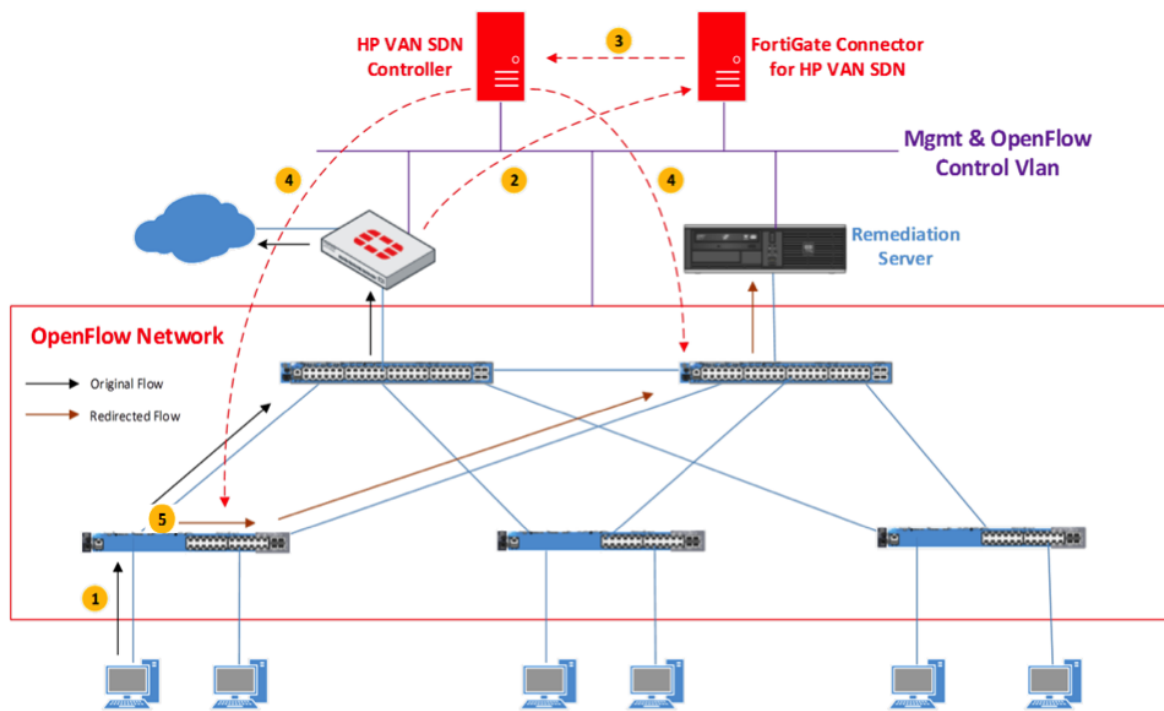 HP VAN SDN
Controller
3
FortiGate Connector
for HP VAN SDN
Mgmt & OpenFlow
Control Vlan
4
2
4
Remediation
Server
OpenFlow Network
Original Flow
Redirected Flow
5
1